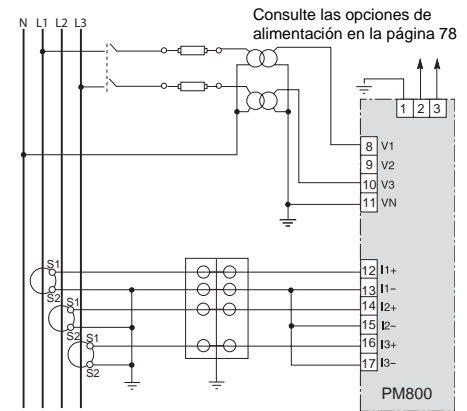 Consulte las opciones de
alimentación en la página 78
N L1 L2 L3
1 2 3
8 V1
9 V2
10 V3
11 VN
S1
S2
S1
S2
S1
S2
12 I1+
13 I1–
14 I2+
15 I2–
16 I3+
17 I3–
PM800